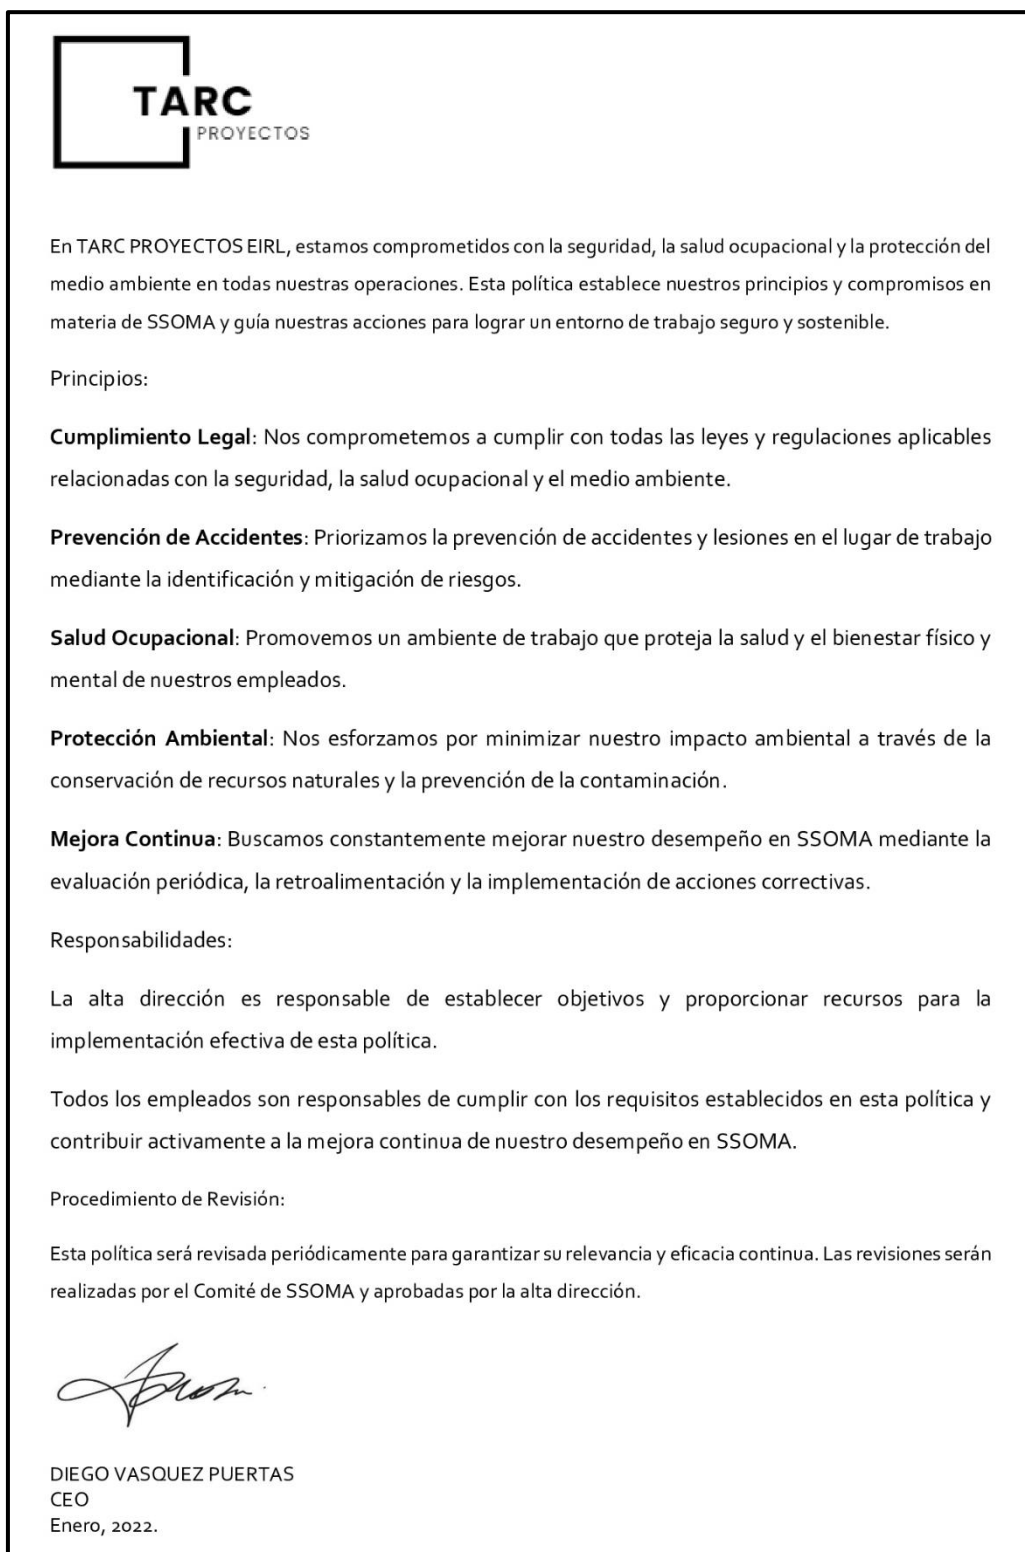 TARC
PROYECTOS
En TARC PROYECTOS EIRL, estamos comprometidos con la seguridad, la salud ocupacional y la protección del
medio ambiente en todas nuestras operaciones. Esta política establece nuestros principios y compromisos en
materia de SSOMA y guía nuestras acciones para lograr un entorno de trabajo seguro y sostenible.
Principios:
Cumplimiento Legal: Nos comprometemos a cumplir con todas las leyes y regulaciones aplicables
relacionadas con la seguridad, la salud ocupacional y el medio ambiente.
Prevención de Accidentes: Priorizamos la prevención de accidentes y lesiones en el lugar de trabajo
mediante la identificación y mitigación de riesgos.
Salud Ocupacional: Promovemos un ambiente de trabajo que proteja la salud y el bienestar físico y
mental de nuestros empleados.
Protección Ambiental: Nos esforzamos por minimizar nuestro impacto ambiental a través de la
conservación de recursos naturales y la prevención de la contaminación.
Mejora Continua: Buscamos constantemente mejorar nuestro desempeño en SSOMA mediante la
evaluación periódica, la retroalimentación y la implementación de acciones correctivas.
Responsabilidades:
La alta dirección es responsable de establecer objetivos y proporcionar recursos para la
implementación efectiva de esta política.
Todos los empleados son responsables de cumplir con los requisitos establecidos en esta política y
contribuir activamente a la mejora continua de nuestro desempeño en SSOMA.
Procedimiento de Revisión:
Esta política será revisada periódicamente para garantizar su relevancia y eficacia continua. Las revisiones serán
realizadas por el Comité de SSOMA y aprobadas por la alta dirección.
DIEGO VASQUEZ PUERTAS
CEO
Enero, 2022.